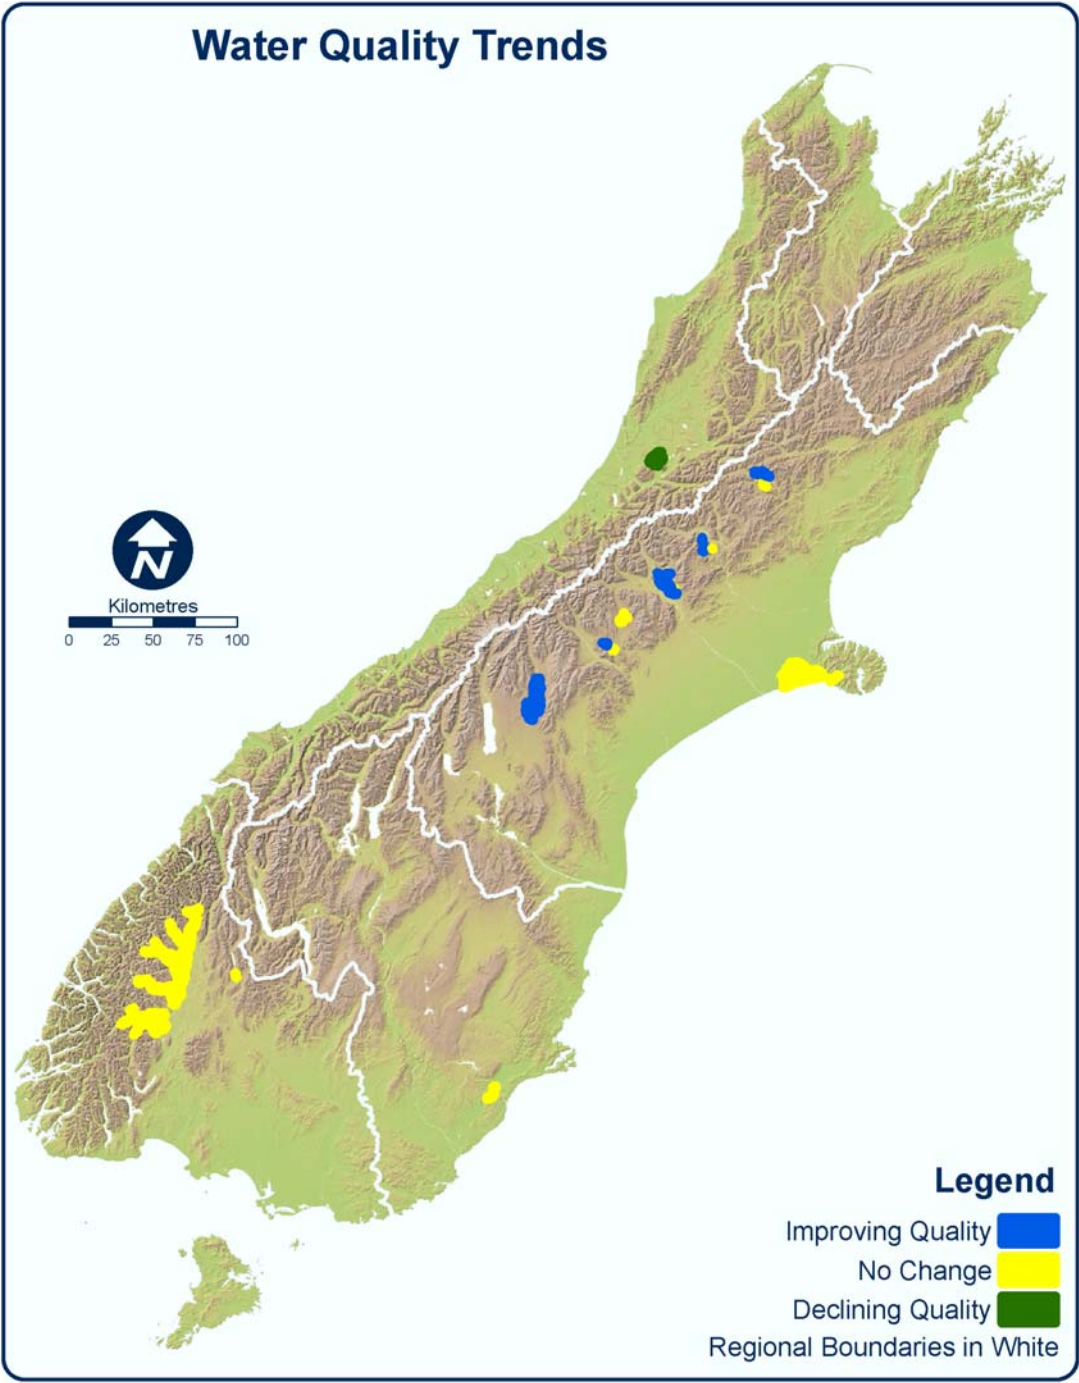 Water Quality Trends
N
Kilometres
0 25 50 75 100
Legend
Improving Quality
No Change
Declining Quality
Regional Boundaries in White